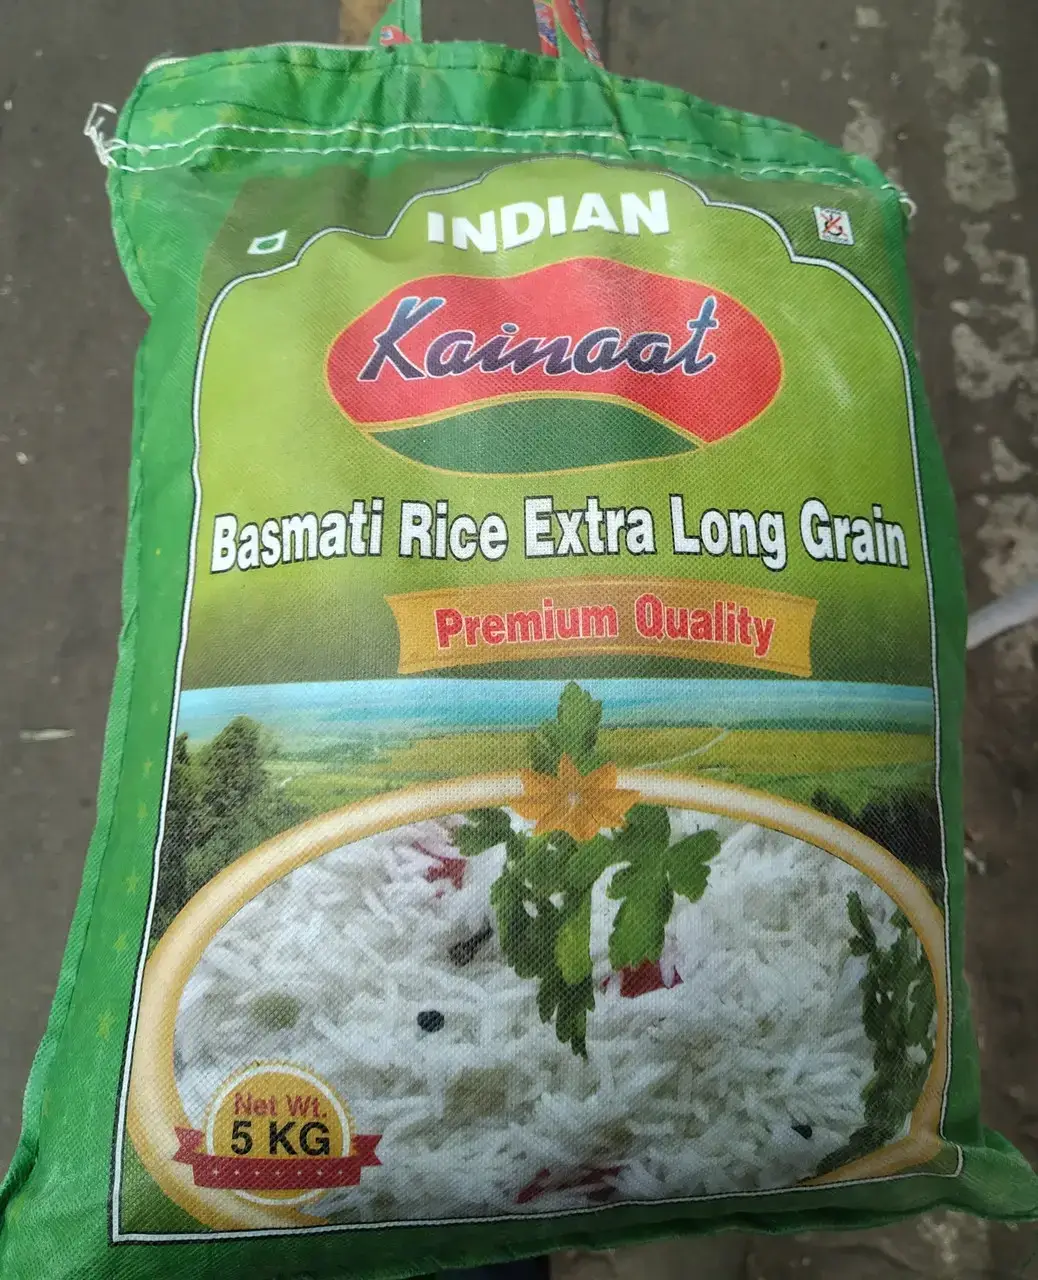 INDIAN
Kainaat
Basmati Rice Extra Long Grain
Premium Quality
Net Wt.
5 KG